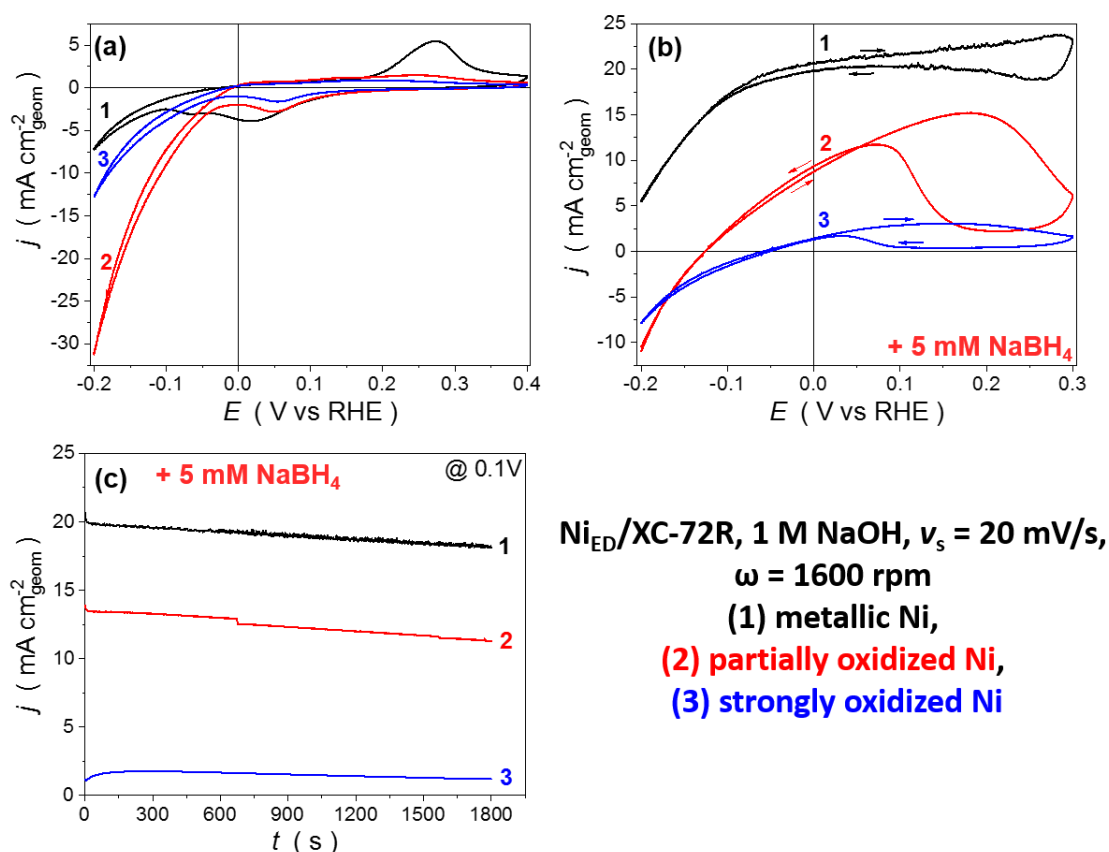 (a)
5
0
-5
-10
-15
-20
-25
-30
j ( mA cm-2geom )
1
3
2
-0.2 -0.1 0.0 0.1 0.2 0.3 0.4
E ( V vs RHE )
(b)
25
20
15
10
5
0
-5
-10
j ( mA cm-2geom )
1
2
3
+ 5 mM NaBH4
-0.2 -0.1 0.0 0.1 0.2 0.3
E ( V vs RHE )
(c) + 5 mM NaBH4 @ 0.1V
25
20
15
10
5
0
j ( mA cm-2geom )
1
2
3
0 300 600 900 1200 1500 1800
t ( s )
NiED/XC-72R, 1 M NaOH, vs = 20 mV/s,
ω = 1600 rpm
(1) metallic Ni,
(2) partially oxidized Ni,
(3) strongly oxidized Ni